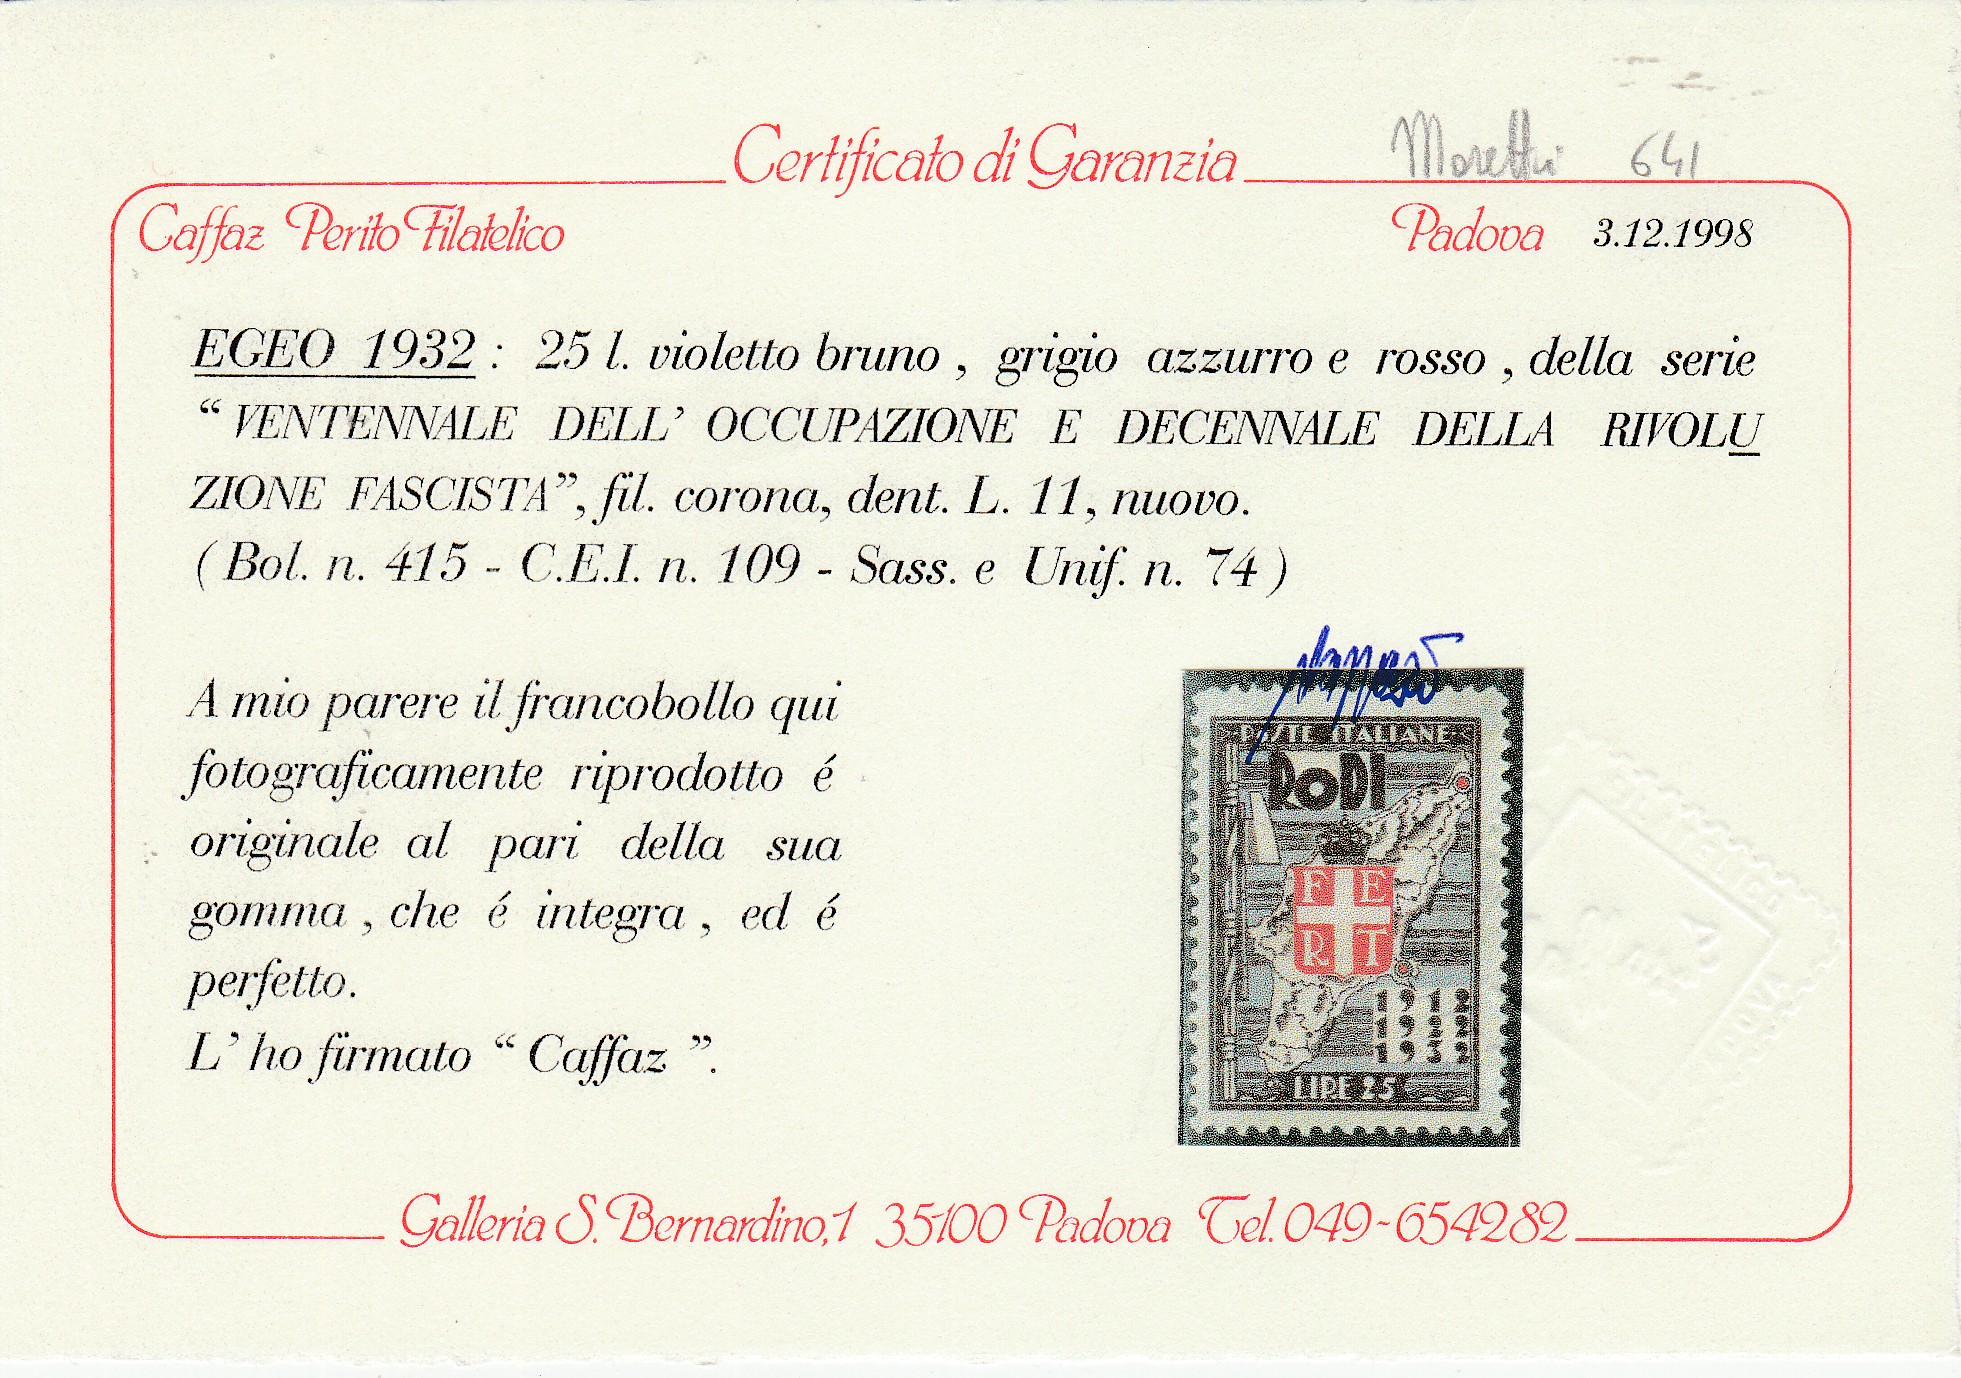 Certificato di Garanzia
Moretti 641
Caffaz Perito Filatelico
Padova 3.12.1998
EGEO 1932 : 25 l. violetto bruno , grigio azzurro e rosso , della serie
“ VENTENNALE DELL’ OCCUPAZIONE E DECENNALE DELLA RIVOLU
ZIONE FASCISTA”, fil. corona, dent. L. 11, nuovo.
( Bol. n. 415 - C.E.I. n. 109 - Sass. e Unif. n. 74 )
A mio parere il francobollo qui
fotograficamente riprodotto é
originale al pari della sua
gomma , che é integra , ed é
perfetto.
L’ ho firmato “ Caffaz ”.
POSTE ITALIANE
RODI
F E
R T
1912
1922
1932
LIRE 25
Galleria S. Bernardino, 1 35100 Padova Tel. 049-654282